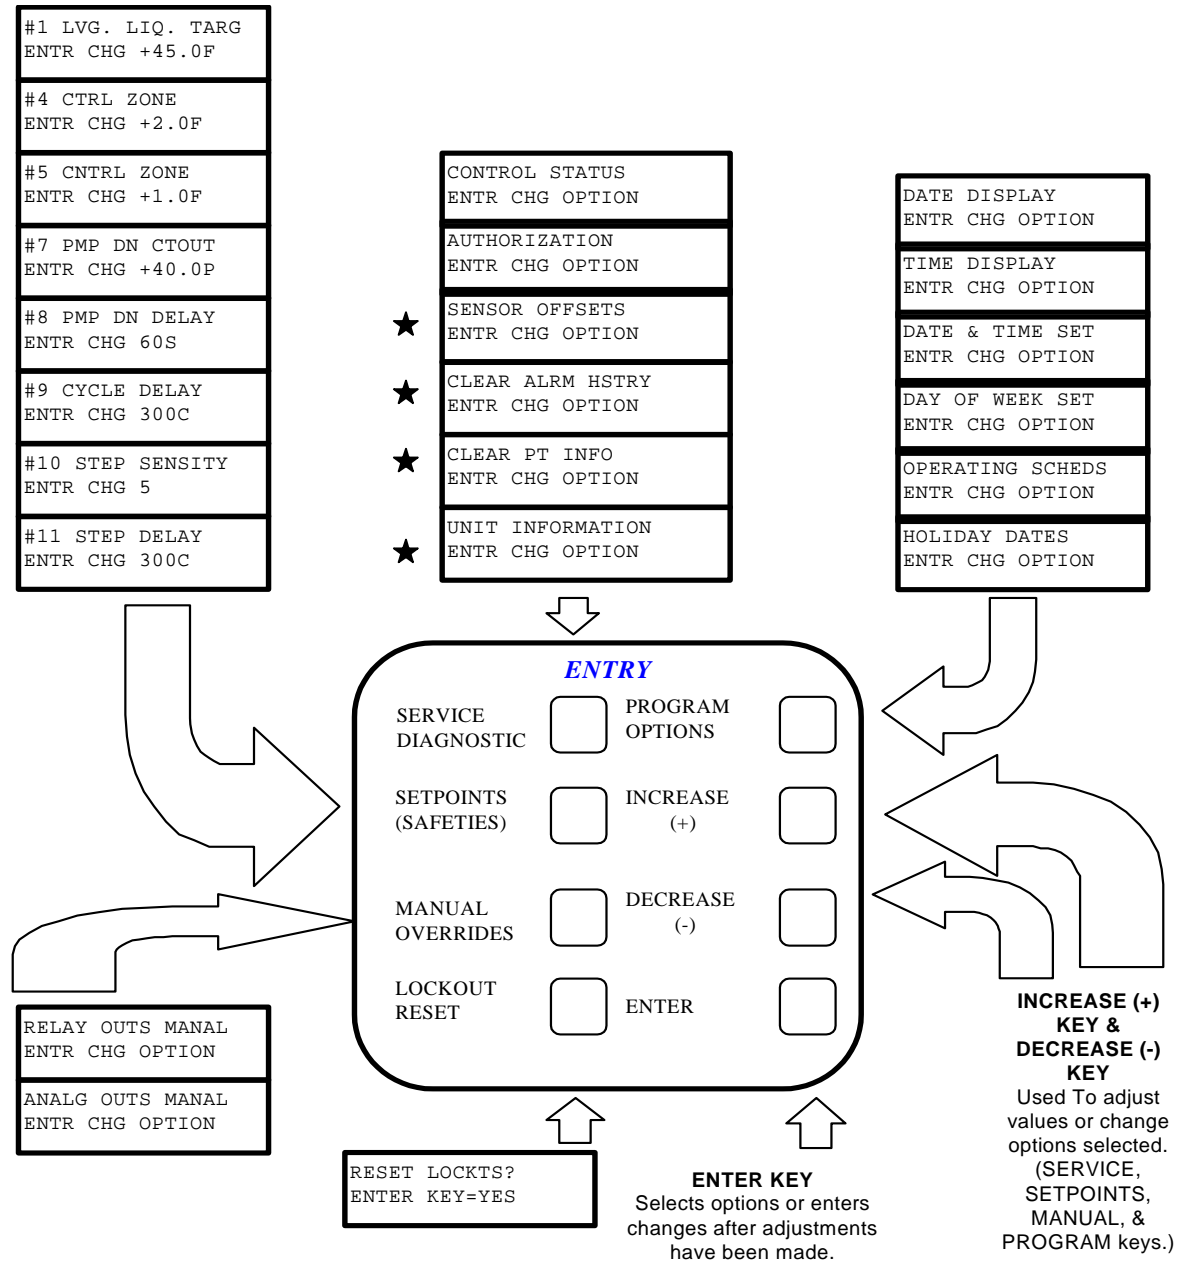 #1 LVG. LIQ. TARG
ENTR CHG +45.0F
#4 CTRL ZONE
ENTR CHG +2.0F
#5 CNTRL ZONE
ENTR CHG +1.0F
#7 PMP DN CTOUT
ENTR CHG +40.0P
#8 PMP DN DELAY
ENTR CHG 60S
#9 CYCLE DELAY
ENTR CHG 300C
#10 STEP SENSITY
ENTR CHG 5
#11 STEP DELAY
ENTR CHG 300C
CONTROL STATUS
ENTR CHG OPTION
AUTHORIZATION
ENTR CHG OPTION
SENSOR OFFSETS
ENTR CHG OPTION
CLEAR ALRM HSTRY
ENTR CHG OPTION
CLEAR PT INFO
ENTR CHG OPTION
UNIT INFORMATION
ENTR CHG OPTION
DATE DISPLAY
ENTR CHG OPTION
TIME DISPLAY
ENTR CHG OPTION
DATE & TIME SET
ENTR CHG OPTION
DAY OF WEEK SET
ENTR CHG OPTION
OPERATING SCHEDS
ENTR CHG OPTION
HOLIDAY DATES
ENTR CHG OPTION
ENTRY
SERVICE
DIAGNOSTIC
PROGRAM
OPTIONS
SETPOINTS
(SAFETIES)
INCREASE
(+)
MANUAL
OVERRIDES
DECREASE
(-)
LOCKOUT
RESET
ENTER
RELAY OUTS MANAL
ENTR CHG OPTION
ANALG OUTS MANAL
ENTR CHG OPTION
RESET LOCKTS?
ENTER KEY=YES
ENTER KEY
Selects options or enters
changes after adjustments
have been made.
INCREASE (+)
KEY &
DECREASE (-)
KEY
Used To adjust
values or change
options selected.
(SERVICE,
SETPOINTS,
MANUAL, &
PROGRAM keys.)